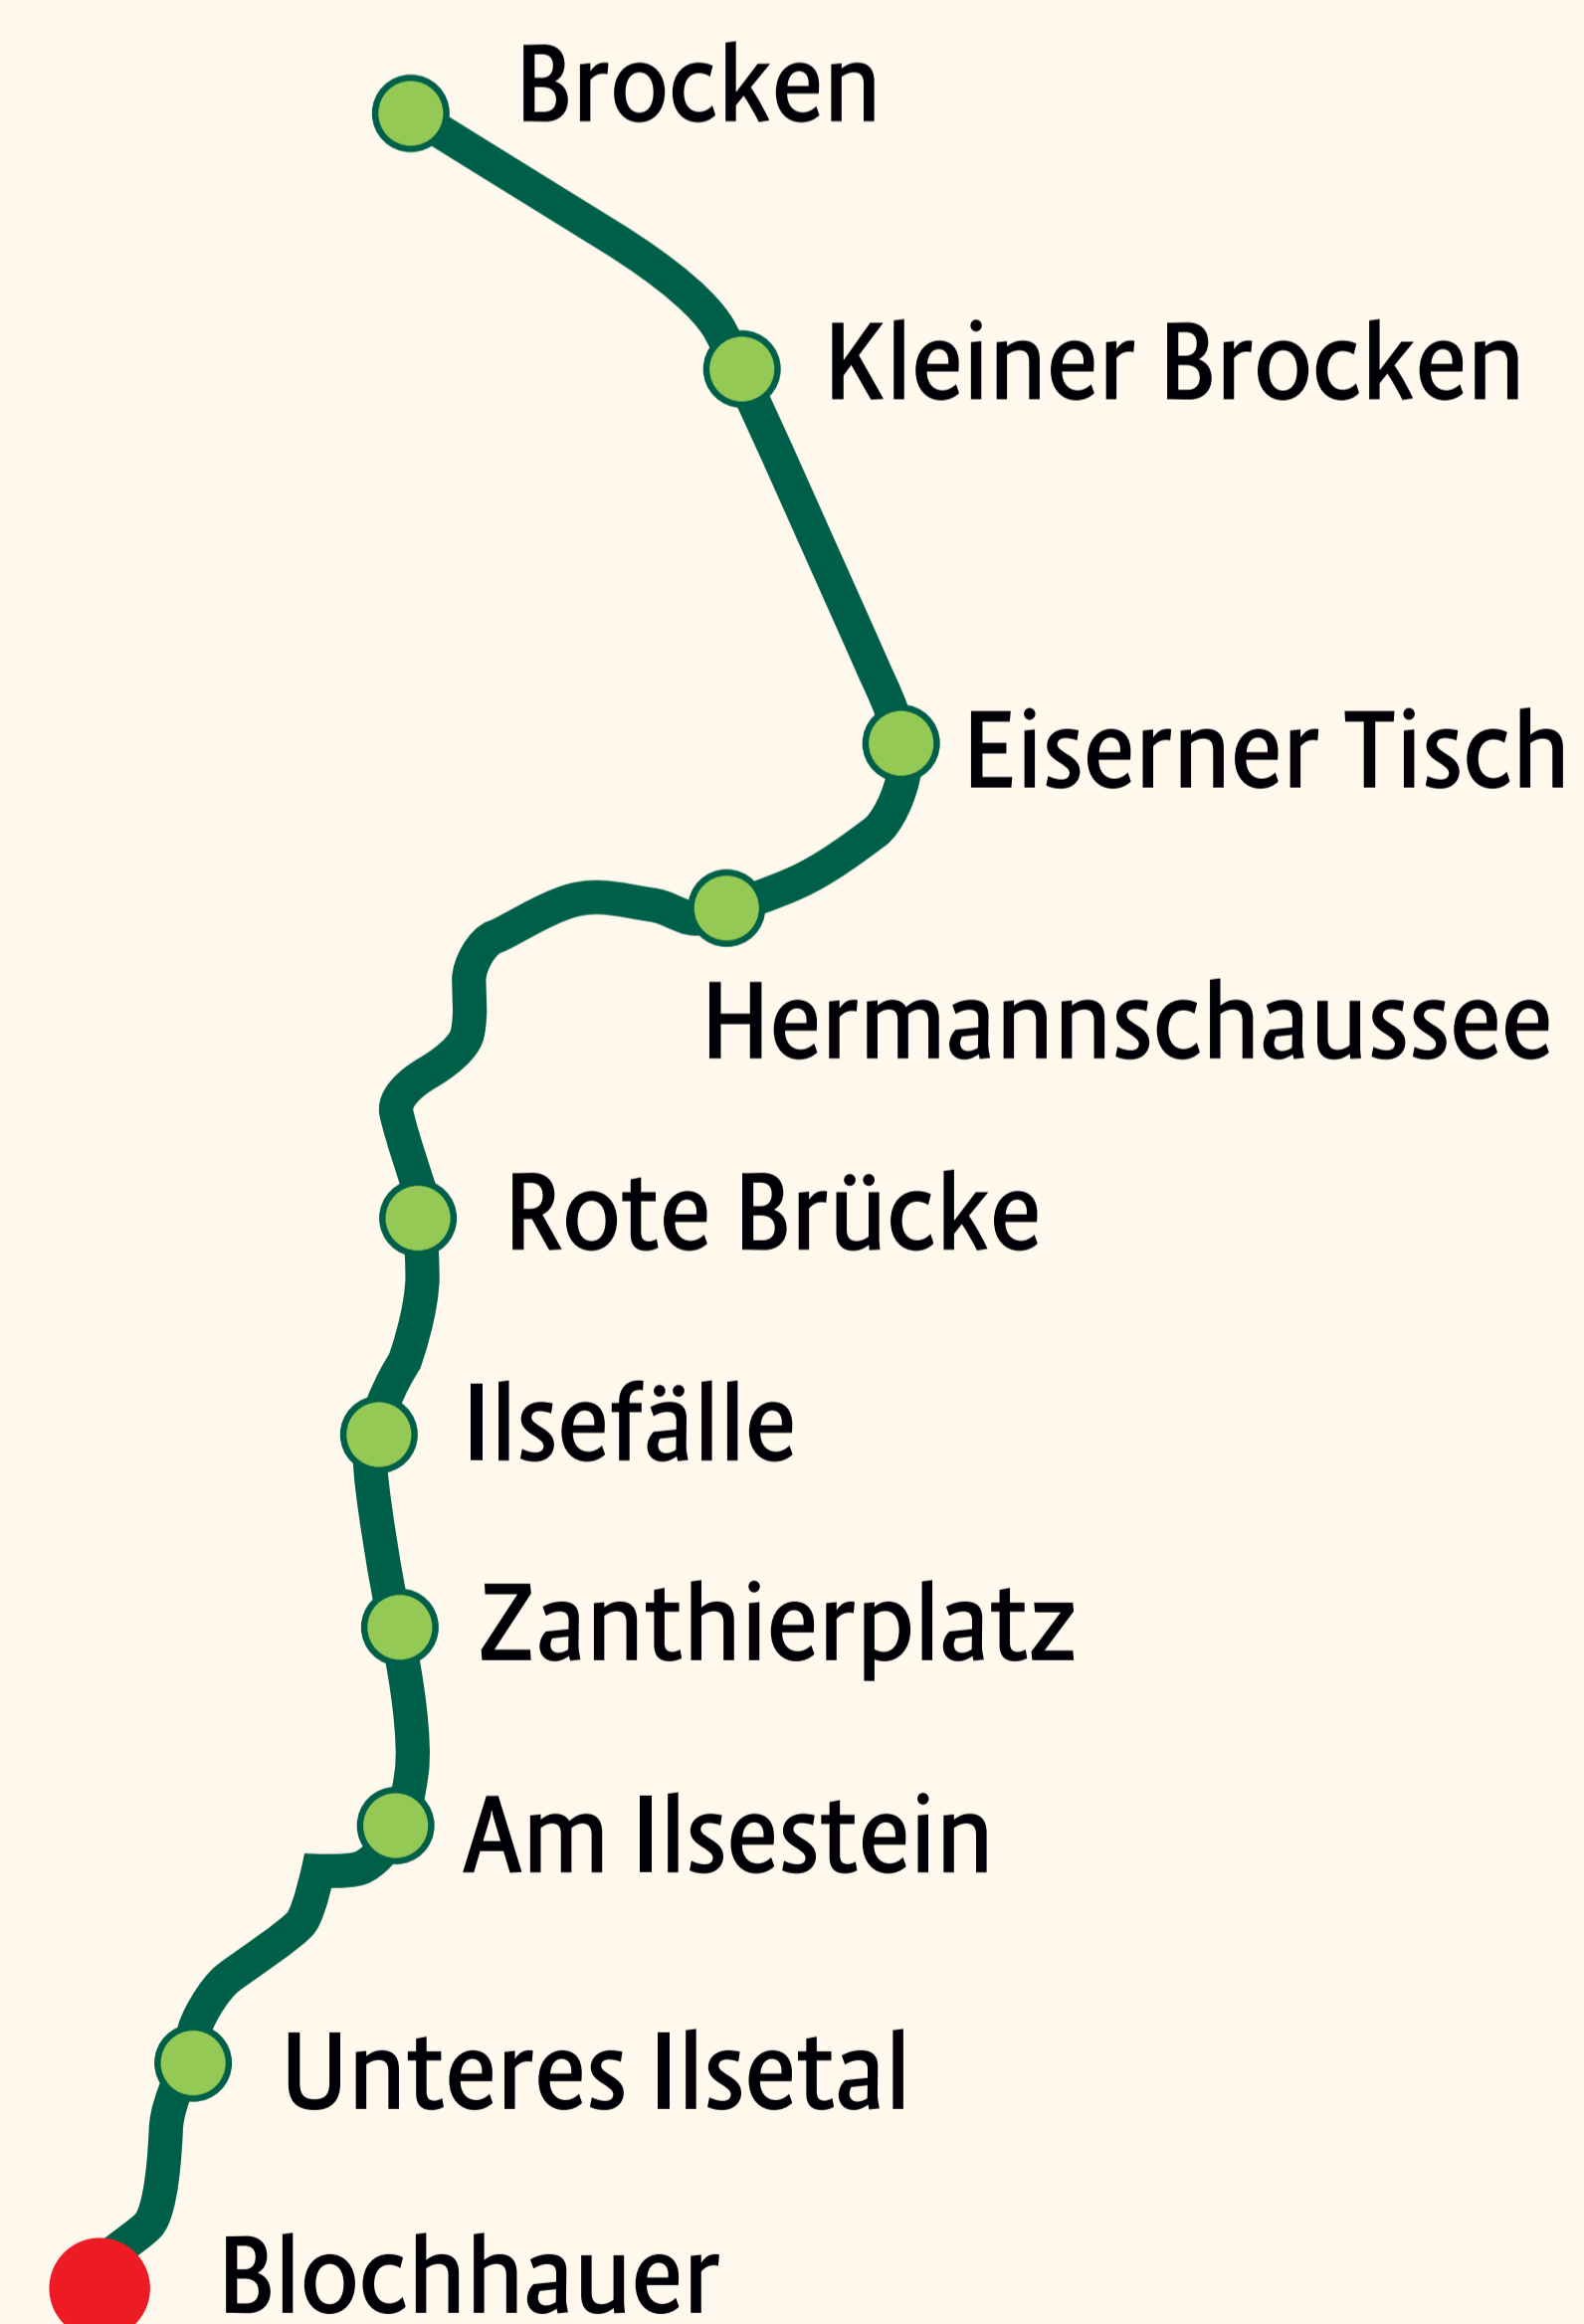 Brocken
Kleiner Brocken
Eiserner Tisch
Hermannschaussee
Rote Brücke
Ilsefälle
Zanthierplatz
Am Ilsestein
Unteres Ilsetal
Blochhauer